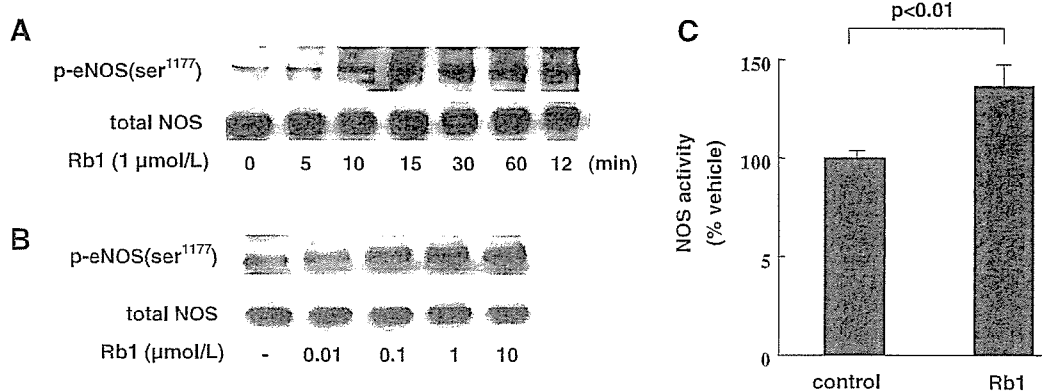 A
p-eNOS(ser1177)
total NOS
Rb1 (1 µmol/L) 0 5 10 15 30 60 12 (min)
B
p-eNOS(ser1177)
total NOS
Rb1 (µmol/L) - 0.01 0.1 1 10
C
p<0.01
NOS activity
(% vehicle)
150
100
5
0
control Rb1